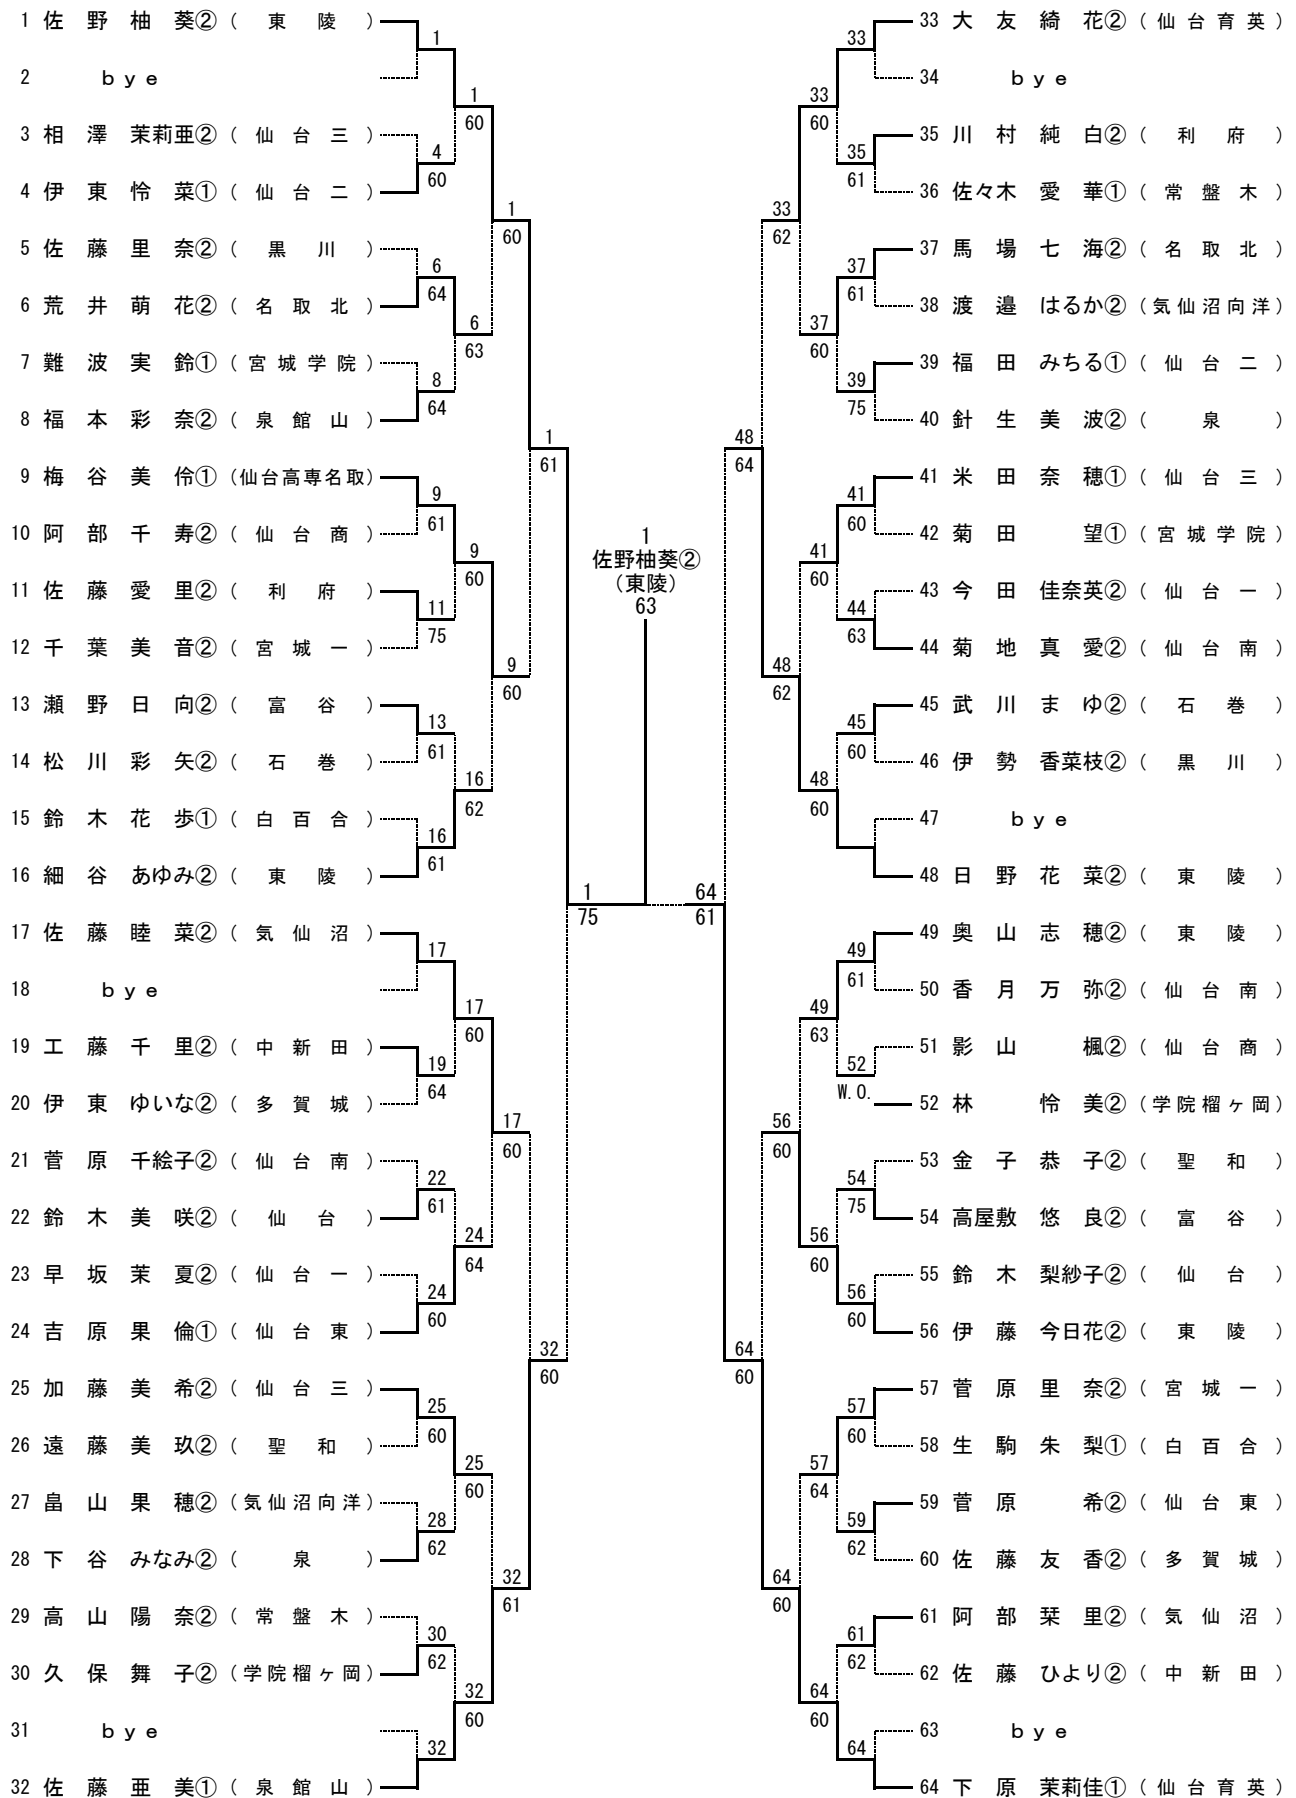 1 佐野柚葵② (東陵)
2 bye
3 相澤茉莉亜② (仙台三)
4 伊東怜菜① (仙台二)
5 佐藤里奈② (黒川)
6 荒井萌花② (名取北)
7 難波実鈴① (宮城学院)
8 福本彩奈② (泉館山)
9 梅谷美伶① (仙台高専名取)
10 阿部千寿② (仙台商)
11 佐藤愛里② (利府)
12 千葉美音② (宮城一)
13 瀬野日向② (富谷)
14 松川彩矢② (石巻)
15 鈴木花歩① (白百合)
16 細谷あゆみ② (東陵)
17 佐藤睦菜② (気仙沼)
18 bye
19 工藤千里② (中新田)
20 伊東ゆいな② (多賀城)
21 菅原千絵子② (仙台南)
22 鈴木美咲② (仙台)
23 早坂茉夏② (仙台一)
24 吉原果倫① (仙台東)
25 加藤美希② (仙台三)
26 遠藤美玖② (聖和)
27 畠山果穂② (気仙沼向洋)
28 下谷みなみ② (泉)
29 高山陽奈② (常盤木)
30 久保舞子② (学院榴ヶ岡)
31 bye
32 佐藤亜美① (泉館山)
1
4
60
6
64
8
64
9
61
11
75
13
61
16
61
17
19
64
22
61
24
60
25
60
28
62
30
62
32
1
60
6
63
9
60
16
62
17
60
24
64
25
60
32
60
1
60
9
60
17
60
32
61
1
61
32
60
1
75
1
佐野柚葵②
(東陵)
63
64
61
48
64
64
60
33
62
48
62
56
60
64
60
33
60
37
60
41
60
48
60
49
63
56
60
57
64
64
60
33
35
61
37
61
39
75
41
60
44
63
45
60
49
61
52
W.O.
54
75
56
60
57
60
59
62
61
62
64
33 大友綺花② (仙台育英)
34 bye
35 川村純白② (利府)
36 佐々木愛華① (常盤木)
37 馬場七海② (名取北)
38 渡邉はるか② (気仙沼向洋)
39 福田みちる① (仙台二)
40 針生美波② (泉)
41 米田奈穂① (仙台三)
42 菊田望① (宮城学院)
43 今田佳奈英② (仙台一)
44 菊地真愛② (仙台南)
45 武川まゆ② (石巻)
46 伊勢香菜枝② (黒川)
47 bye
48 日野花菜② (東陵)
49 奥山志穂② (東陵)
50 香月万弥② (仙台南)
51 影山楓② (仙台商)
52 林怜美② (学院榴ヶ岡)
53 金子恭子② (聖和)
54 高屋敷悠良② (富谷)
55 鈴木梨紗子② (仙台)
56 伊藤今日花② (東陵)
57 菅原里奈② (宮城一)
58 生駒朱梨① (白百合)
59 菅原希② (仙台東)
60 佐藤友香② (多賀城)
61 阿部栞里② (気仙沼)
62 佐藤ひより② (中新田)
63 bye
64 下原茉莉佳① (仙台育英)